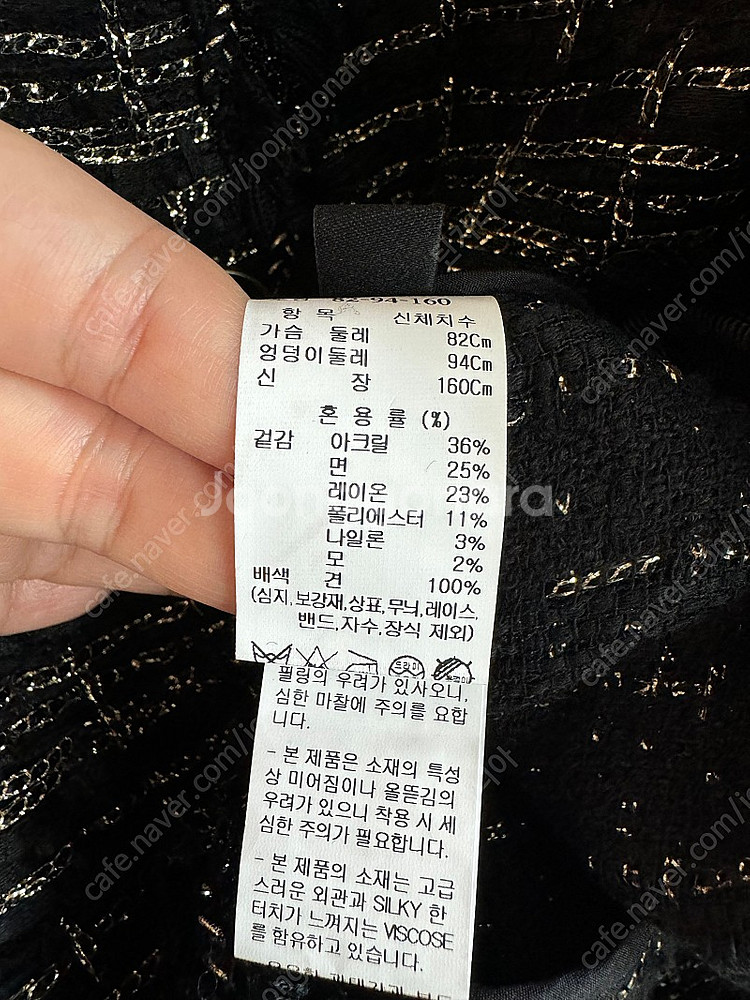 82-94-160
항 목 신체치수
가슴 둘레 82Cm
엉덩이둘레 94Cm
신 장 160Cm
혼 용 률 (%)
겉감 아크릴 36%
면 25%
레이온 23%
폴리에스터 11%
나일론 3%
모 2%
배색 견 100%
(심지,보강재,상표,무늬,레이스,
밴드,자수,장식 제외)
필링의 우려가 있사오니,
심한 마찰에 주의를 요합
니다.
- 본 제품은 소재의 특성
상 미어짐이나 올뜯김의
우려가 있으니 착용 시 세
심한 주의가 필요합니다.
- 본 제품의 소재는 고급
스러운 외관과 SILKY 한
터치가 느껴지는 VISCOSE
를 함유하고 있습니다.
Joonggonara
cafe.naver.com/joonggonara